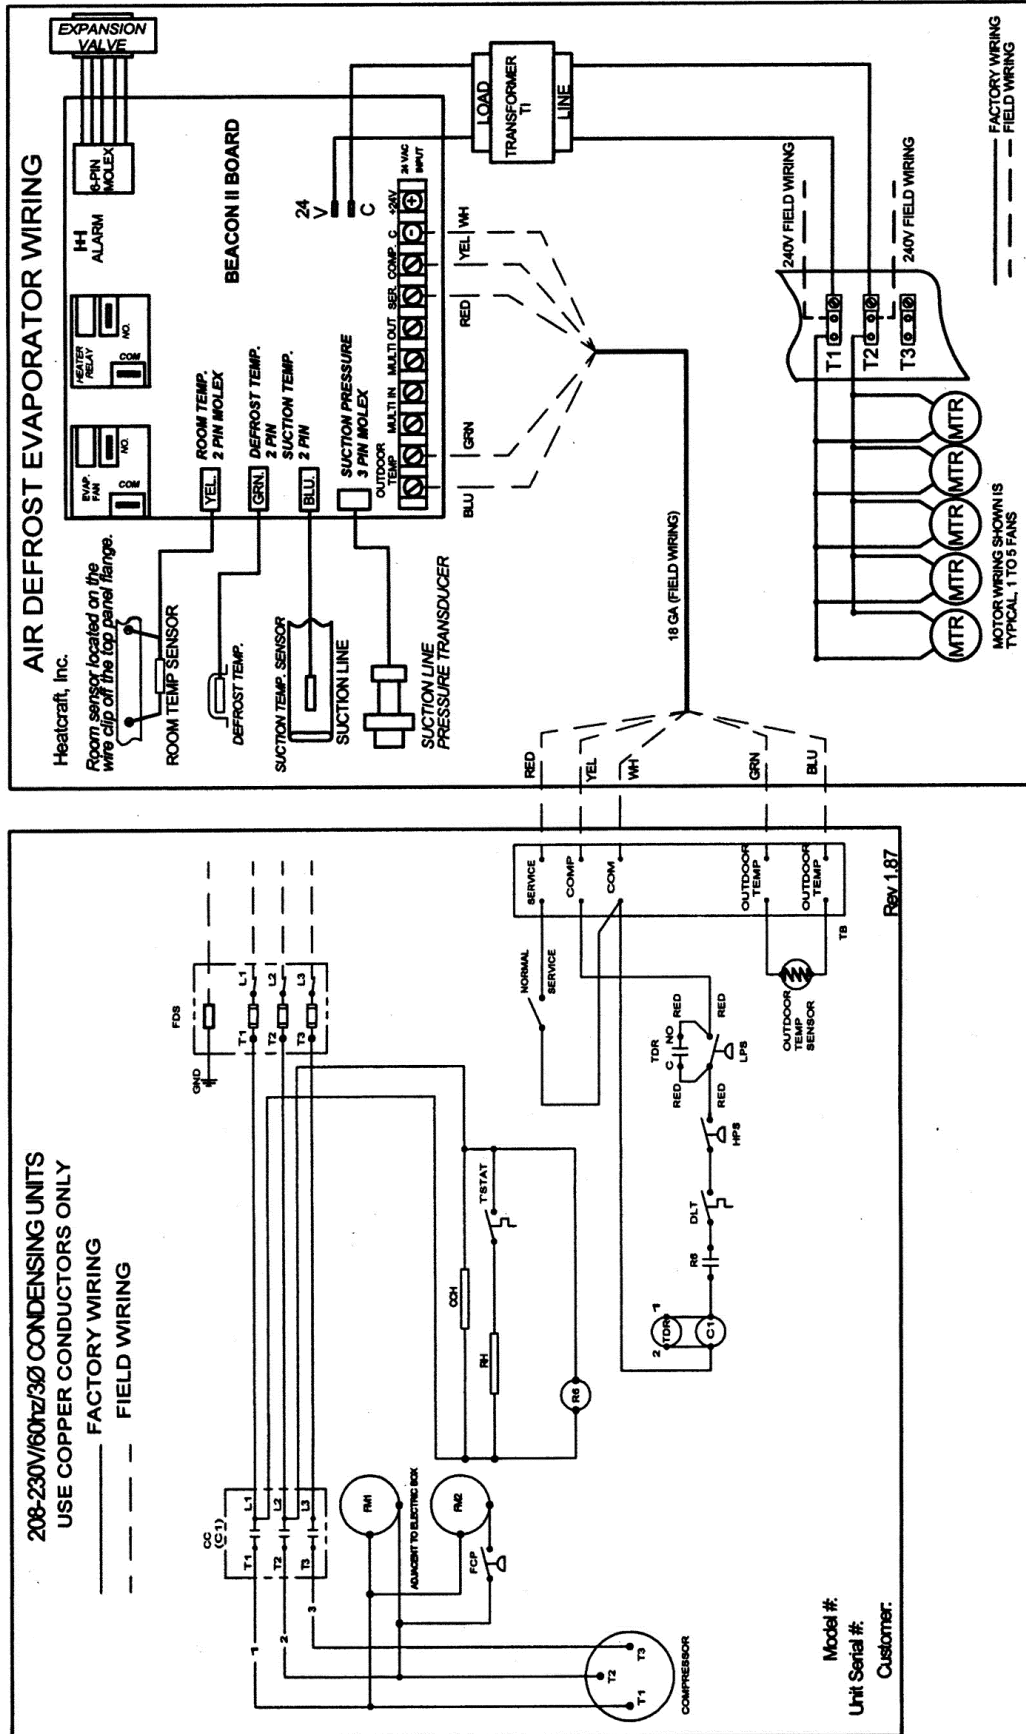 AIR DEFROST EVAPORATOR WIRING
Heatcraft, Inc.
Room sensor located on the
wire clip off the top panel flange.
ROOM TEMP SENSOR
DEFROST TEMP.
SUCTION TEMP. SENSOR
SUCTION LINE
SUCTION LINE
PRESSURE TRANSDUCER
EVAP.
FAN
NO.
COM
HEATER
RELAY
NO.
COM
ALARM
6-PIN
MOLEX
EXPANSION
VALVE
BEACON II BOARD
YEL.
ROOM TEMP.
2 PIN MOLEX
GRN.
DEFROST TEMP.
2 PIN
SUCTION TEMP.
2 PIN
BLU.
SUCTION PRESSURE
3 PIN MOLEX
24
V
C
OUTDOOR
TEMP
MULTI IN
MULTI OUT
SER.
COMP.
C
+24V
24 VAC
INPUT
BLU
GRN
RED
YEL
WH
LOAD
TRANSFORMER
T1
LINE
18 GA (FIELD WIRING)
240V FIELD WIRING
240V FIELD WIRING
T1
T2
T3
MTR
MTR
MTR
MTR
MTR
MOTOR WIRING SHOWN IS
TYPICAL, 1 TO 5 FANS
FACTORY WIRING
FIELD WIRING
RED
YEL
WH
GRN
BLU
208-230V/60hz/3Ø CONDENSING UNITS
USE COPPER CONDUCTORS ONLY
FACTORY WIRING
FIELD WIRING
GND
FDS
T1
L1
T2
L2
T3
L3
CC
(C1)
T1
L1
T2
L2
T3
L3
1
2
3
FM1
ADJACENT TO ELECTRIC BOX
FM2
FCP
T1
T2
T3
COMPRESSOR
CCH
RH
T'STAT
R6
NORMAL
SERVICE
SERVICE
COMP
COM
OUTDOOR
TEMP
OUTDOOR
TEMP
TB
TDR
C
NO
RED
RED
RED
RED
LPS
HPS
DLT
R6
2
TDR
1
C1
OUTDOOR
TEMP
SENSOR
Rev 1.87
Model #:
Unit Serial #:
Customer: